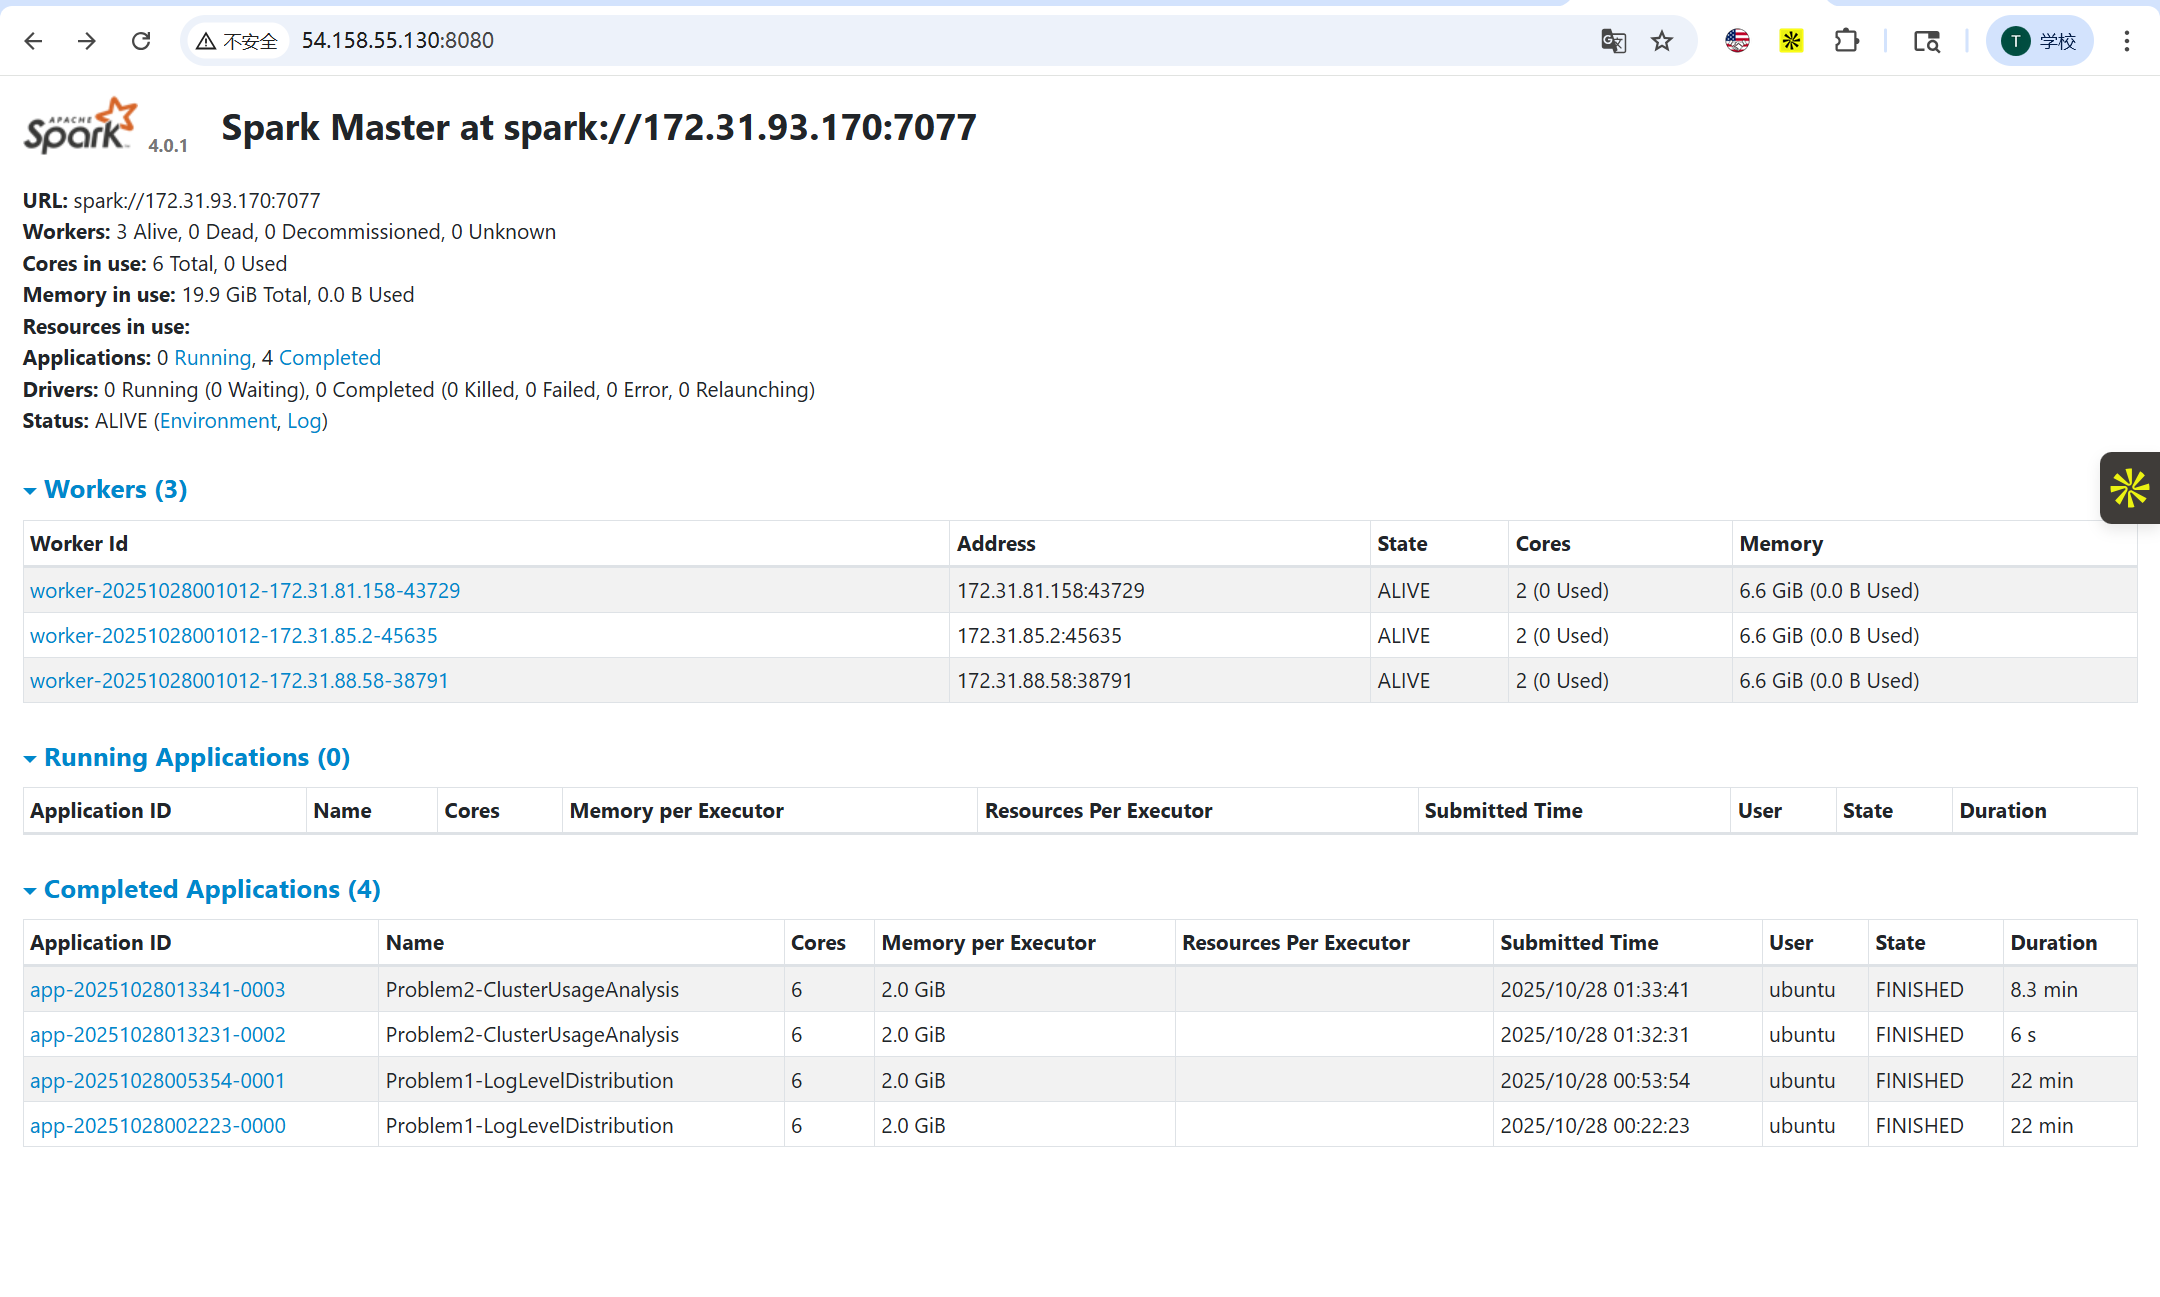 不安全 54.158.55.130:8080 T 学校
APACHE Spark 4.0.1 Spark Master at spark://172.31.93.170:7077
URL: spark://172.31.93.170:7077
Workers: 3 Alive, 0 Dead, 0 Decommissioned, 0 Unknown
Cores in use: 6 Total, 0 Used
Memory in use: 19.9 GiB Total, 0.0 B Used
Resources in use:
Applications: 0 Running, 4 Completed
Drivers: 0 Running (0 Waiting), 0 Completed (0 Killed, 0 Failed, 0 Error, 0 Relaunching)
Status: ALIVE (Environment, Log)
Workers (3)
Worker Id Address State Cores Memory
worker-20251028001012-172.31.81.158-43729 172.31.81.158:43729 ALIVE 2 (0 Used) 6.6 GiB (0.0 B Used)
worker-20251028001012-172.31.85.2-45635 172.31.85.2:45635 ALIVE 2 (0 Used) 6.6 GiB (0.0 B Used)
worker-20251028001012-172.31.88.58-38791 172.31.88.58:38791 ALIVE 2 (0 Used) 6.6 GiB (0.0 B Used)
Running Applications (0)
Application ID Name Cores Memory per Executor Resources Per Executor Submitted Time User State Duration
Completed Applications (4)
Application ID Name Cores Memory per Executor Resources Per Executor Submitted Time User State Duration
app-20251028013341-0003 Problem2-ClusterUsageAnalysis 6 2.0 GiB 2025/10/28 01:33:41 ubuntu FINISHED 8.3 min
app-20251028013231-0002 Problem2-ClusterUsageAnalysis 6 2.0 GiB 2025/10/28 01:32:31 ubuntu FINISHED 6 s
app-20251028005354-0001 Problem1-LogLevelDistribution 6 2.0 GiB 2025/10/28 00:53:54 ubuntu FINISHED 22 min
app-20251028002223-0000 Problem1-LogLevelDistribution 6 2.0 GiB 2025/10/28 00:22:23 ubuntu FINISHED 22 min